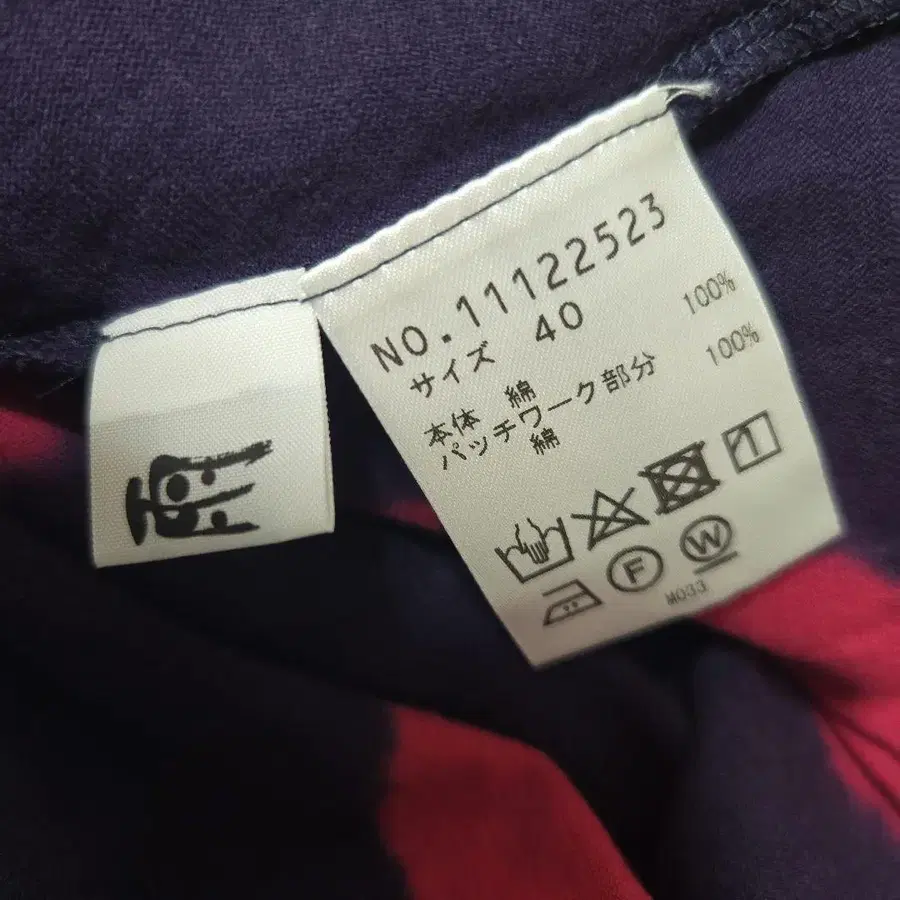 NO.11122523
サイズ 40
本体 綿 100%
パッチワーク部分
綿 100%
F W
M033